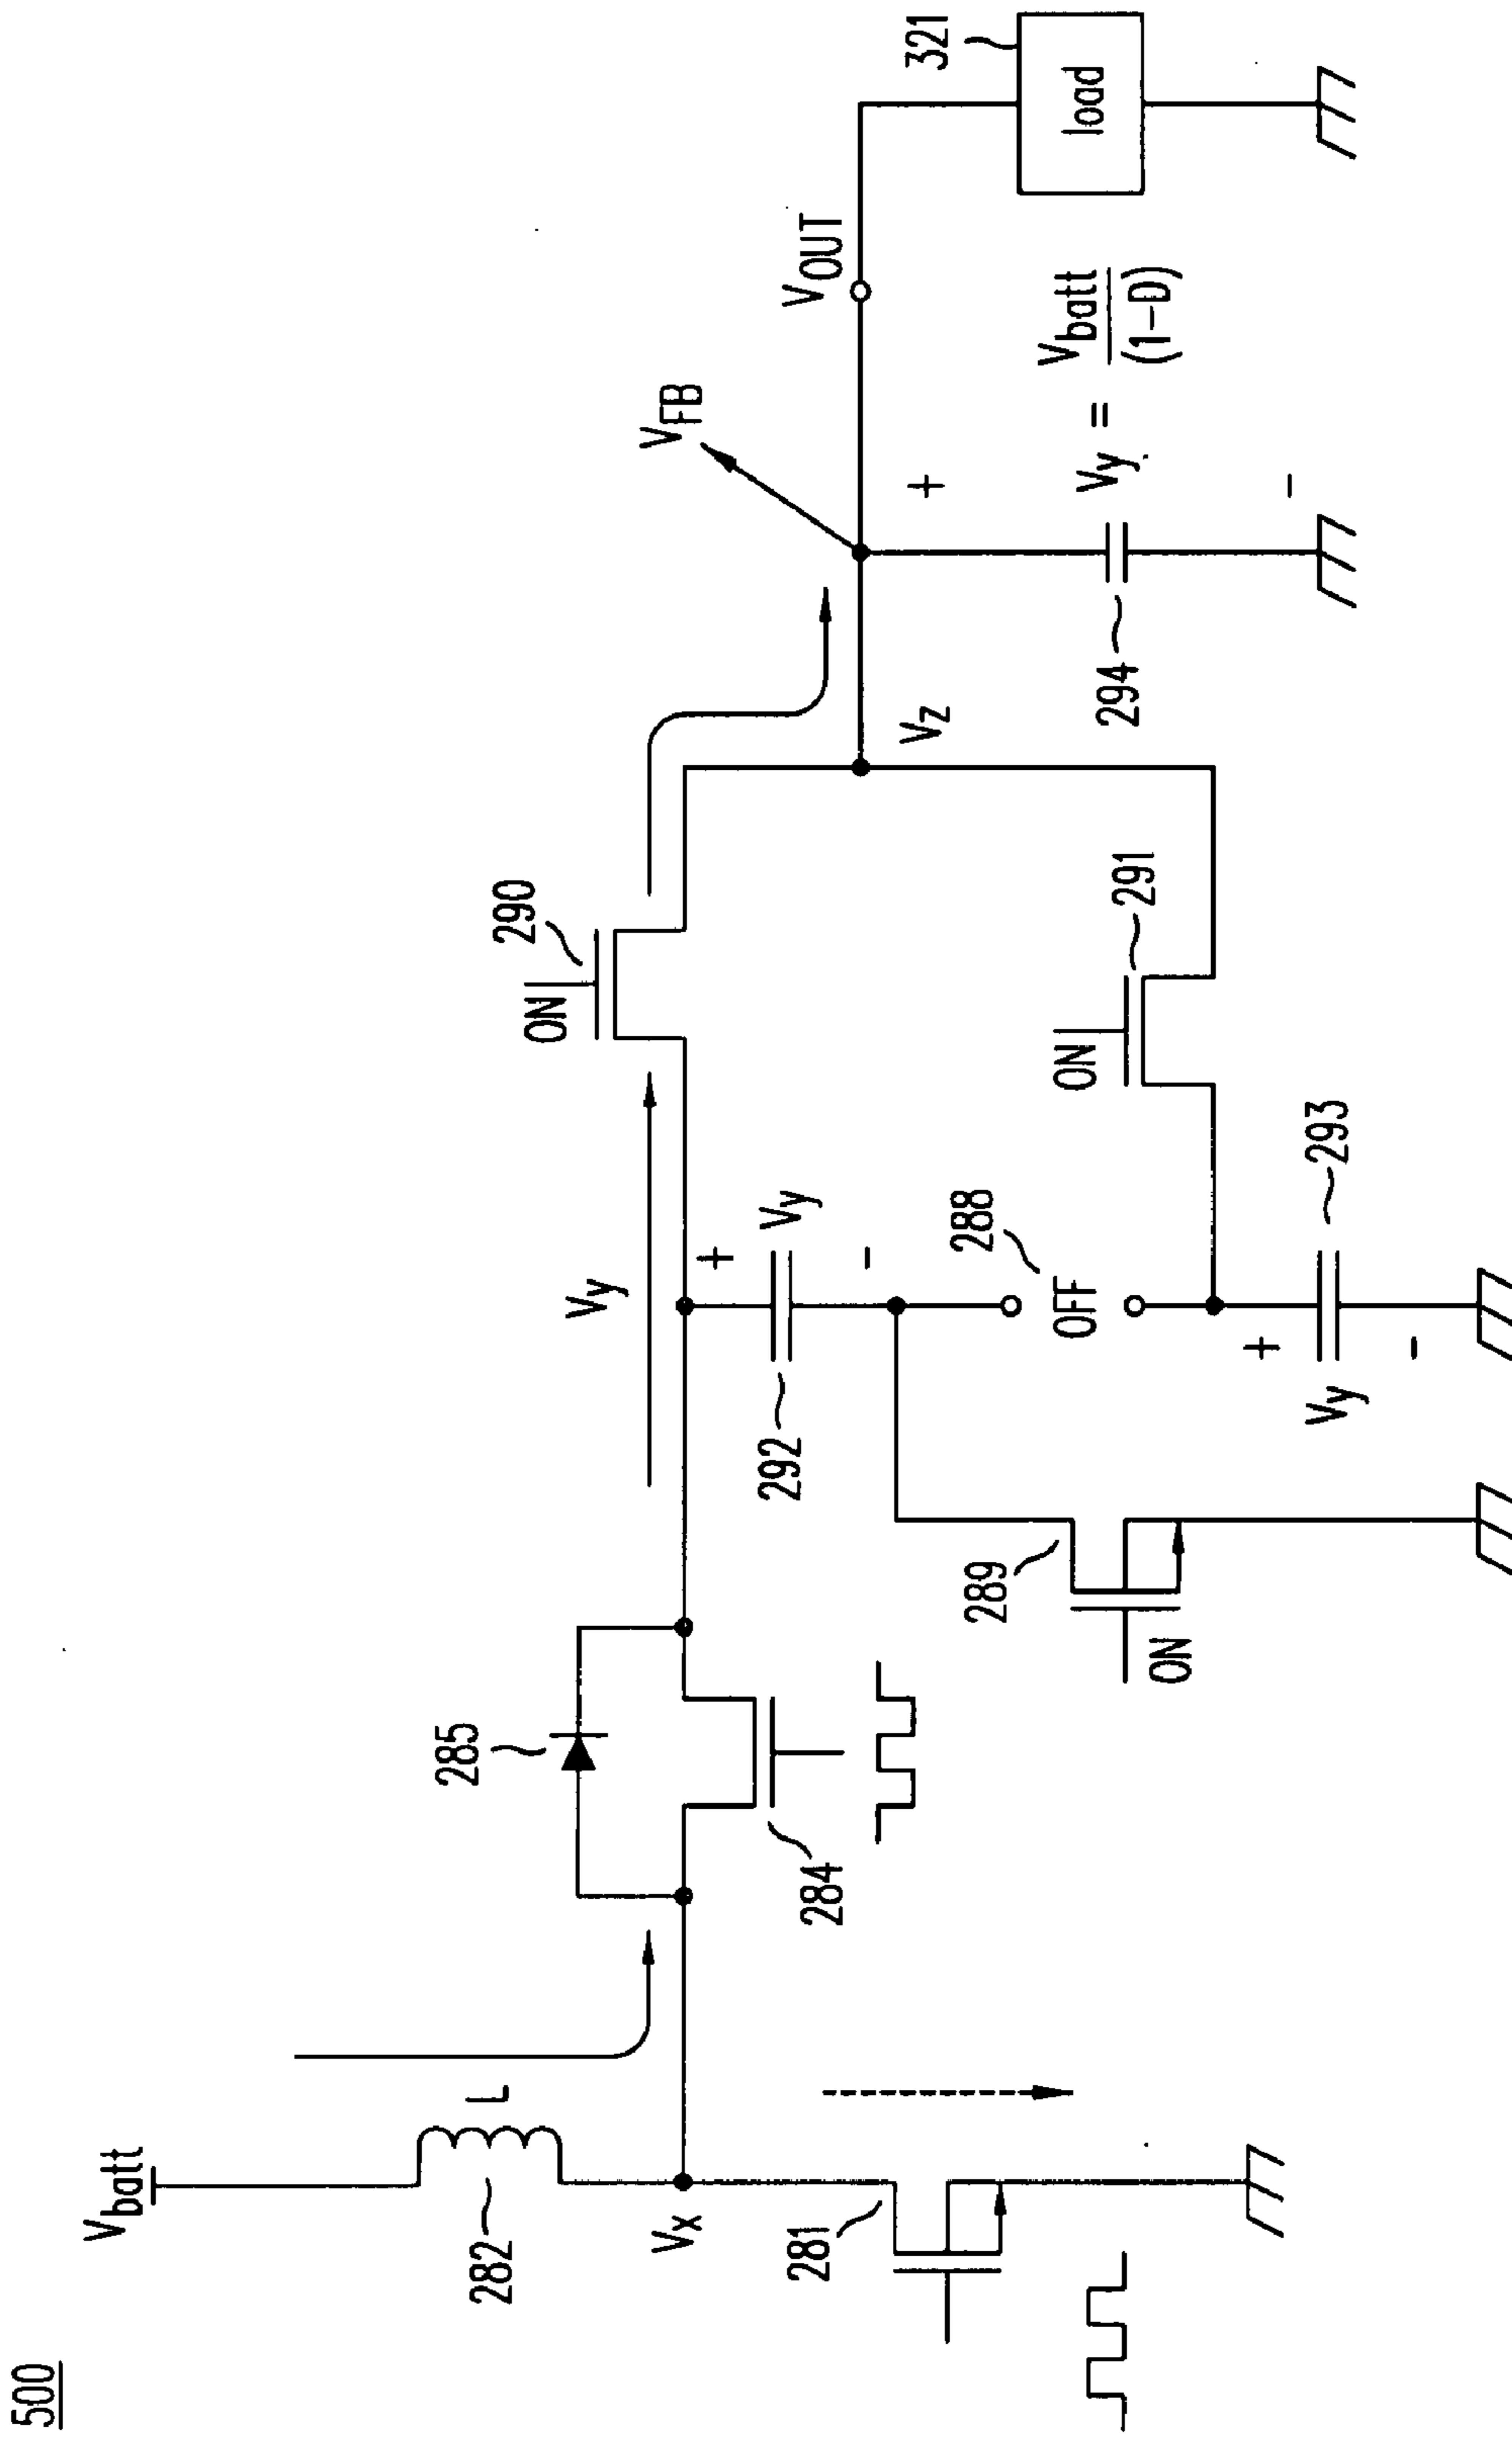 500
Vbatt
282
L
Vx
281
285
284
Vy
292
+
Vy
-
289
ON
288
OFF
+
Vy
-
293
290
ON
291
ON
Vz
VFB
294
+
-
Vy = Vbatt
(1-D)
VOUT
321
load